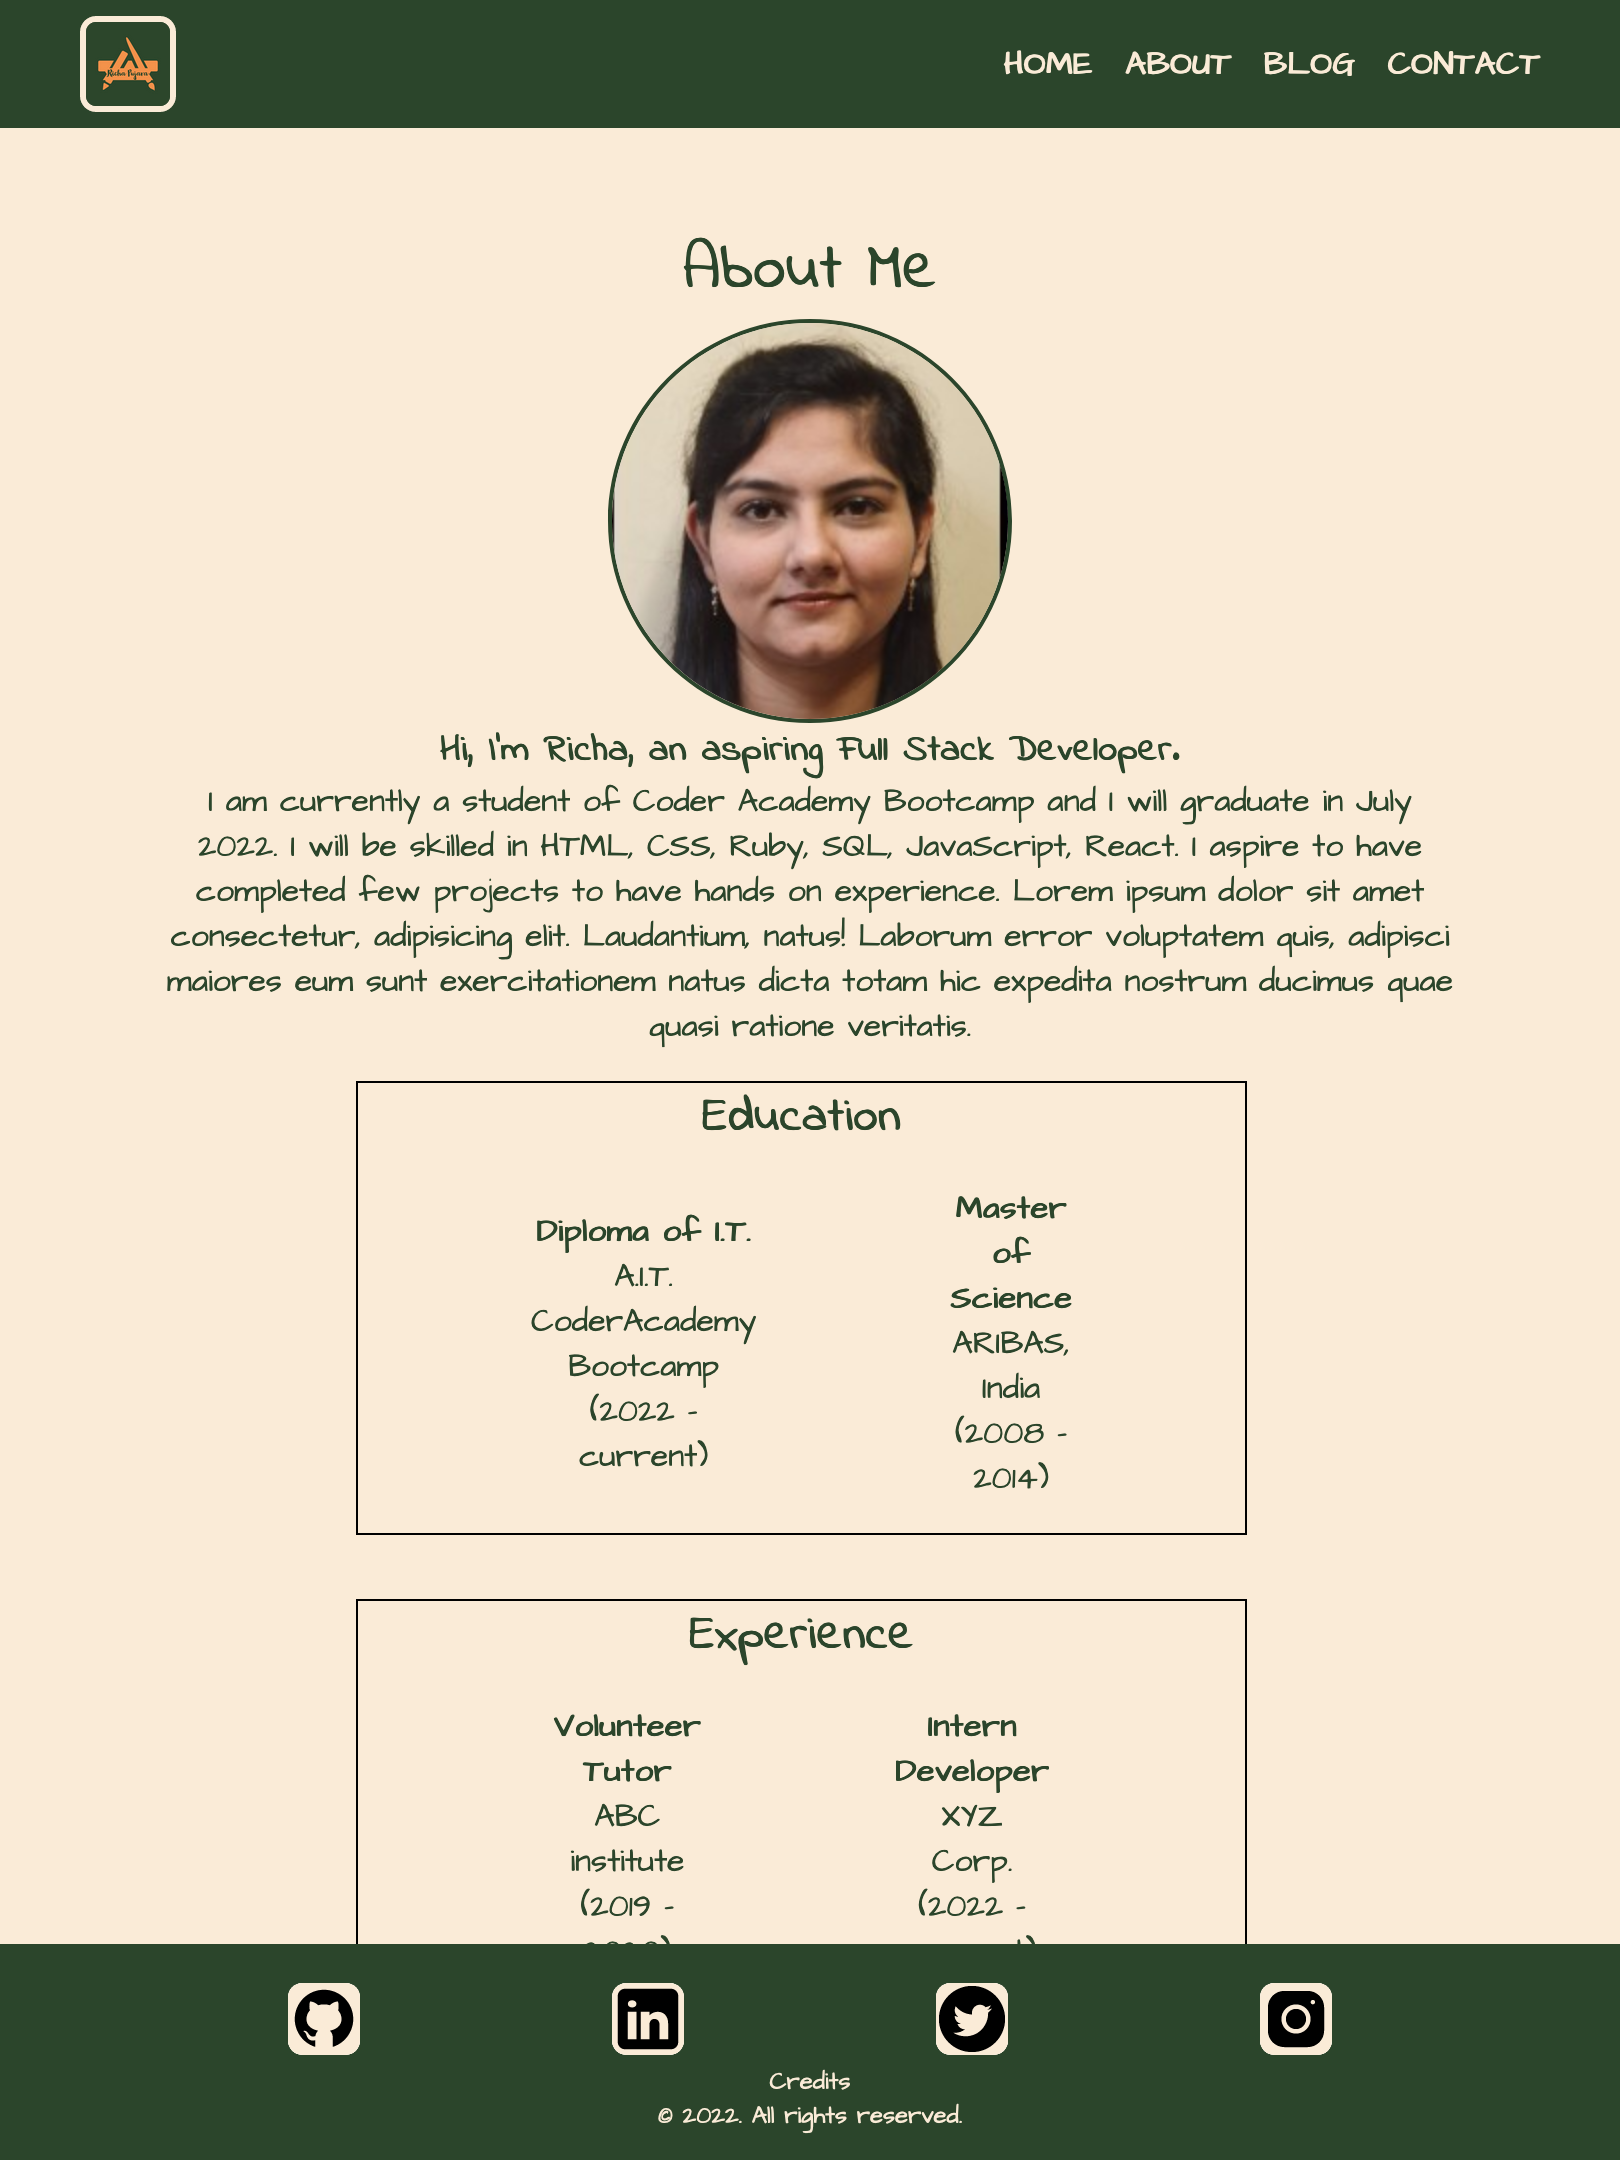 Richa Pujara
HOME ABOUT BLOG CONTACT
About Me
Hi, I'm Richa, an aspiring Full Stack Developer.
I am currently a student of Coder Academy Bootcamp and I will graduate in July
2022. I will be skilled in HTML, CSS, Ruby, SQL, JavaScript, React. I aspire to have
completed few projects to have hands on experience. Lorem ipsum dolor sit amet
consectetur, adipisicing elit. Laudantium, natus! Laborum error voluptatem quis, adipisci
maiores eum sunt exercitationem natus dicta totam hic expedita nostrum ducimus quae
quasi ratione veritatis.
Education
Diploma of I.T.
A.I.T.
CoderAcademy
Bootcamp
(2022 -
current)
Master
of
Science
ARIBAS,
India
(2008 -
2014)
Experience
Volunteer
Tutor
ABC
institute
(2019 -
Intern
Developer
XYZ
Corp.
(2022 -
in
Credits
© 2022. All rights reserved.